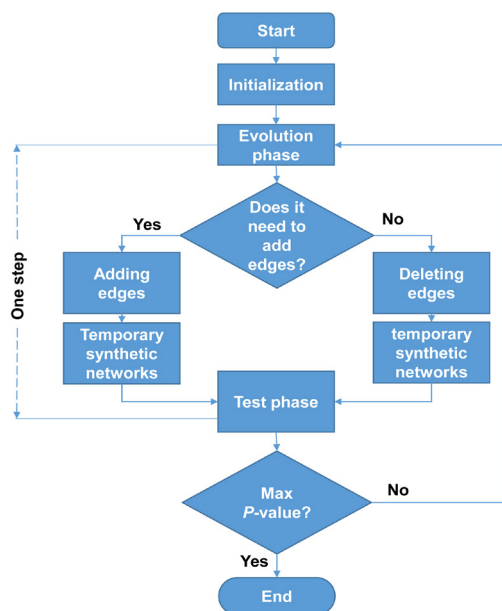 Start
Initialization
Evolution
phase
Does it
need to
add
edges?
Yes
No
One step
Adding
edges
Deleting
edges
Temporary
synthetic
networks
temporary
synthetic
networks
Test phase
Max
P-value?
No
Yes
End